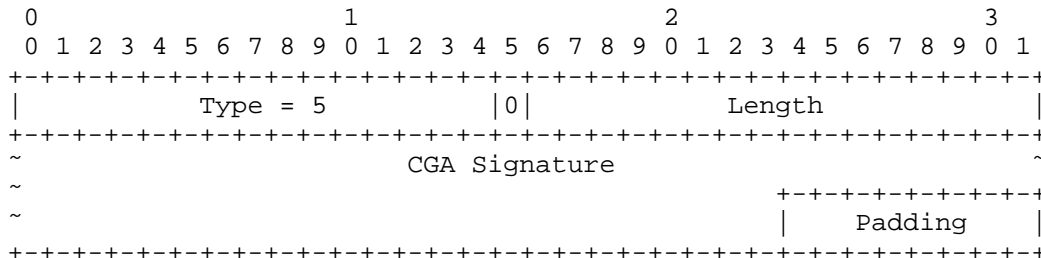 0                   1                   2                   3
 0 1 2 3 4 5 6 7 8 9 0 1 2 3 4 5 6 7 8 9 0 1 2 3 4 5 6 7 8 9 0 1
+-+-+-+-+-+-+-+-+-+-+-+-+-+-+-+-+-+-+-+-+-+-+-+-+-+-+-+-+-+-+-+-+
|           Type = 5          |0|            Length             |
+-+-+-+-+-+-+-+-+-+-+-+-+-+-+-+-+-+-+-+-+-+-+-+-+-+-+-+-+-+-+-+-+
~                        CGA Signature                          ~
~                                               +-+-+-+-+-+-+-+-+
~                                               |    Padding    |
+-+-+-+-+-+-+-+-+-+-+-+-+-+-+-+-+-+-+-+-+-+-+-+-+-+-+-+-+-+-+-+-+